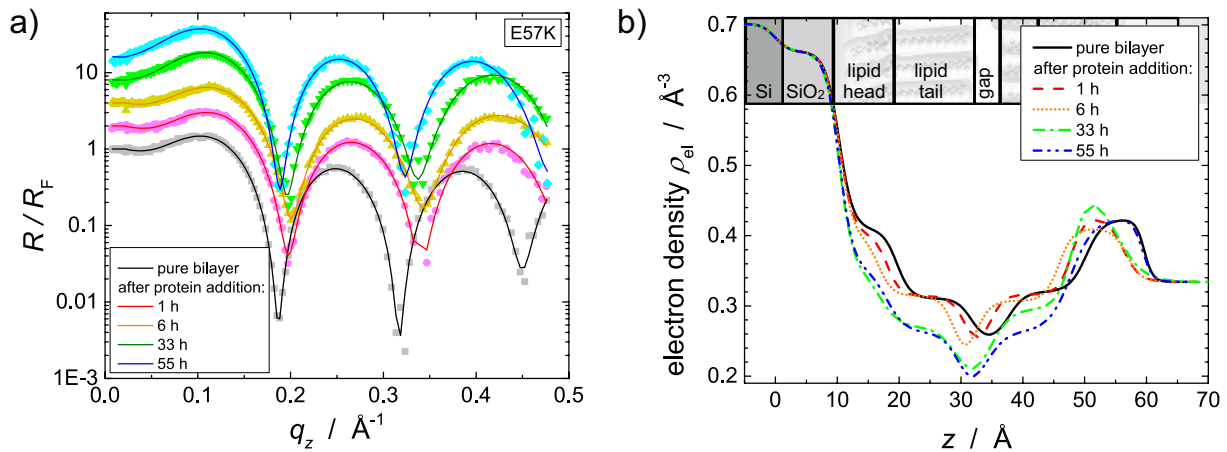 a)
E57K
R / R_F
10
1
0.1
0.01
1E-3
pure bilayer
after protein addition:
1 h
6 h
33 h
55 h
0.0 0.1 0.2 0.3 0.4 0.5
q_z / Å⁻¹
b)
electron density ρ_el / Å⁻³
0.7
0.6
0.5
0.4
0.3
0.2
Si
SiO₂
lipid
head
lipid
tail
gap
pure bilayer
after protein addition:
1 h
6 h
33 h
55 h
0 10 20 30 40 50 60 70
z / Å